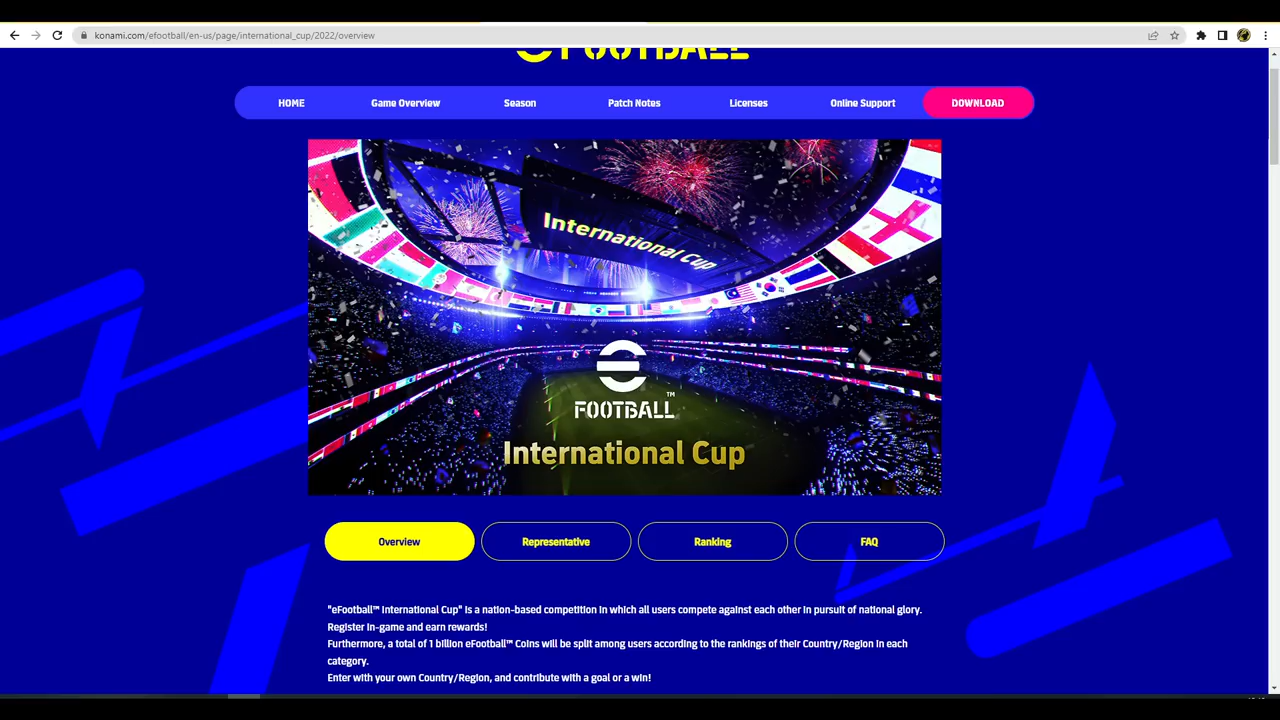 konami.com/efootball/en-us/page/international_cup/2022/overview
FOOTBALL
HOME Game Overview Season Patch Notes Licenses Online Support DOWNLOAD
International Cup
FOOTBALL™
International Cup
Overview Representative Ranking FAQ
"eFootball™ International Cup" is a nation-based competition in which all users compete against each other in pursuit of national glory.
Register in-game and earn rewards!
Furthermore, a total of 1 billion eFootball™ Coins will be split among users according to the rankings of their Country/Region in each
category.
Enter with your own Country/Region, and contribute with a goal or a win!